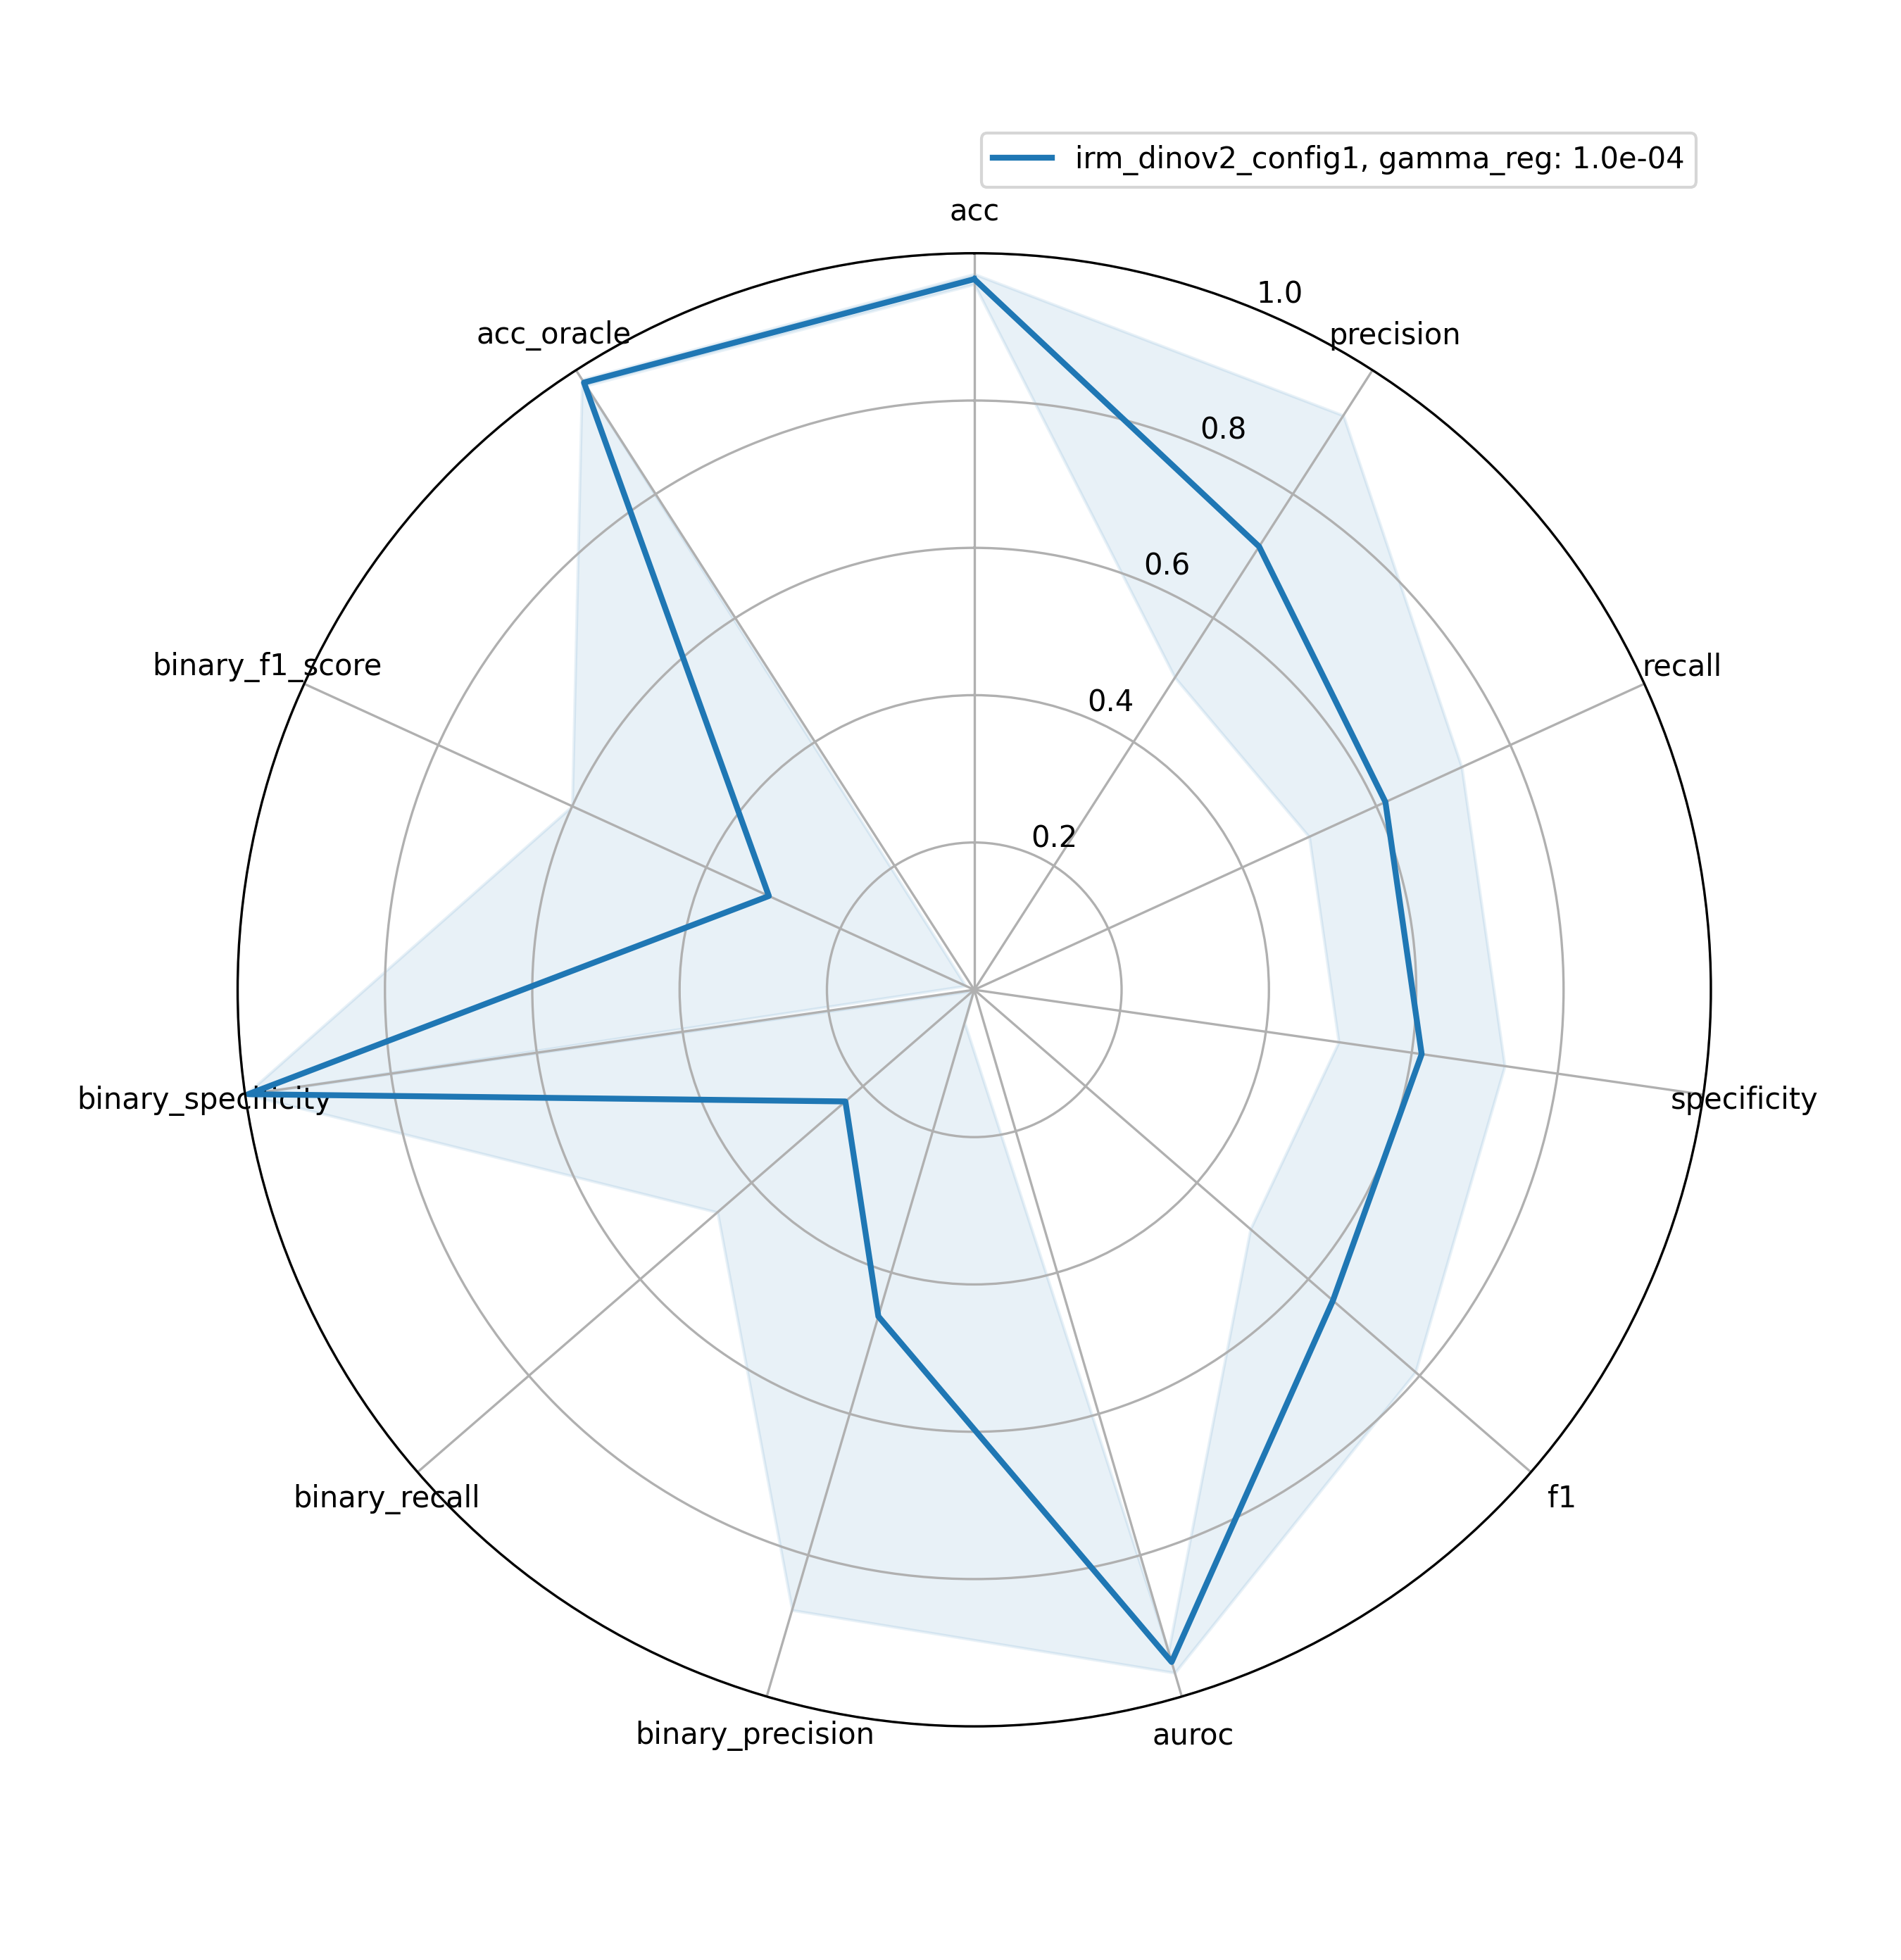 irm_dinov2_config1, gamma_reg: 1.0e-04
acc
1.0
acc_oracle
precision
0.8
0.6
binary_f1_score
recall
0.4
0.2
binary_specificity
specificity
binary_recall
f1
binary_precision
auroc